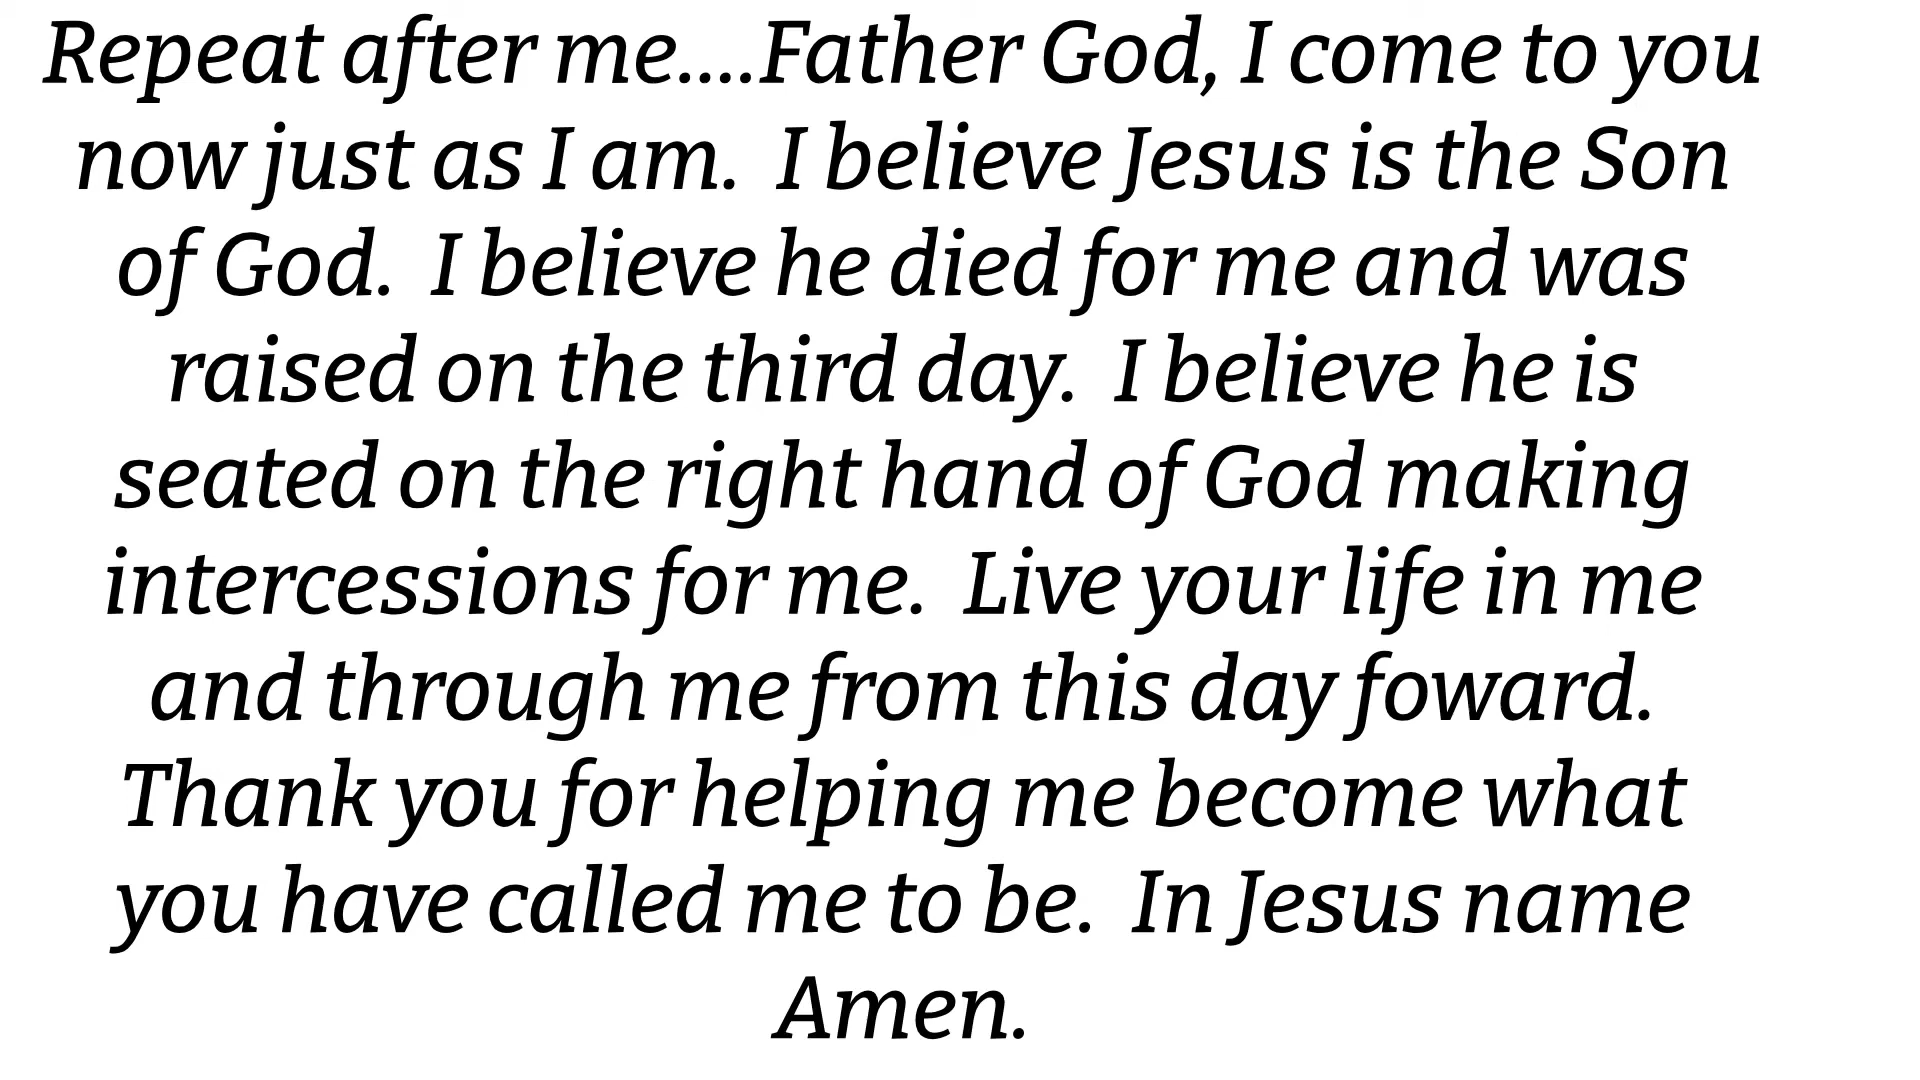 Repeat after me....Father God, I come to you
now just as I am.  I believe Jesus is the Son
of God.  I believe he died for me and was
raised on the third day.  I believe he is
seated on the right hand of God making
intercessions for me.  Live your life in me
and through me from this day foward.
Thank you for helping me become what
you have called me to be.  In Jesus name
Amen.